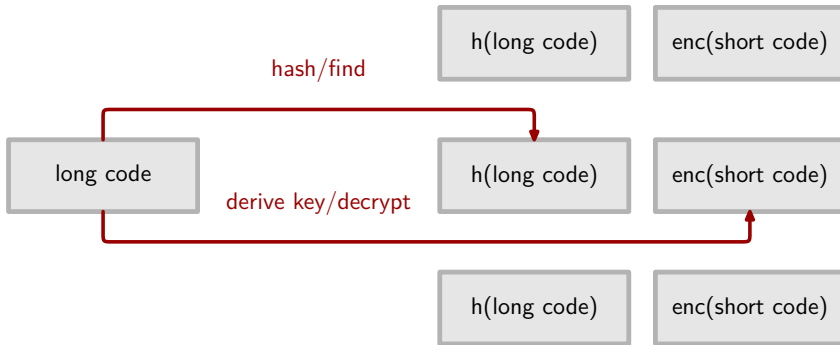 h(long code) enc(short code)
hash/find
long code h(long code) enc(short code)
derive key/decrypt
h(long code) enc(short code)